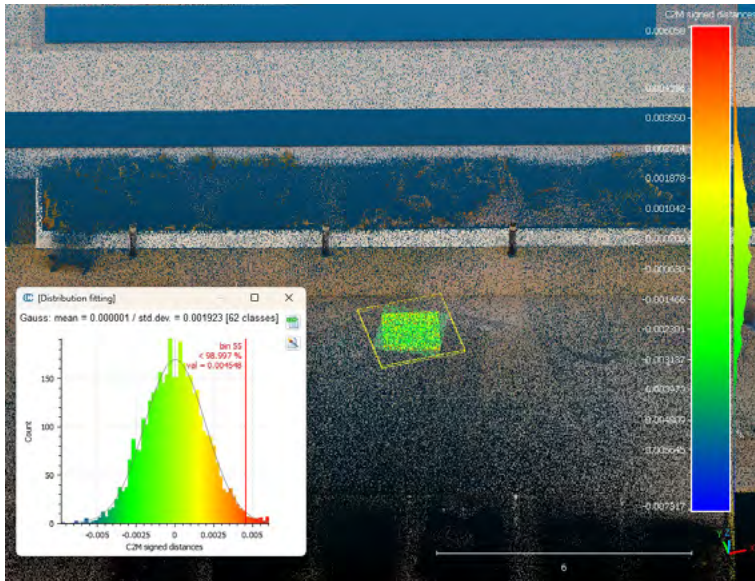 C2M signed distances
0.006058
0.003550
0.002714
0.001878
0.001042
-0.000630
-0.001466
-0.002301
-0.003137
[Distribution fitting]
Gauss: mean = 0.000001 / std.dev. = 0.001923 [62 classes]
bin 55
< 98.997 %
val = 0.004548
150
100
50
0
Count
-0.005
-0.0025
0
0.0025
0.005
C2M signed distances
6